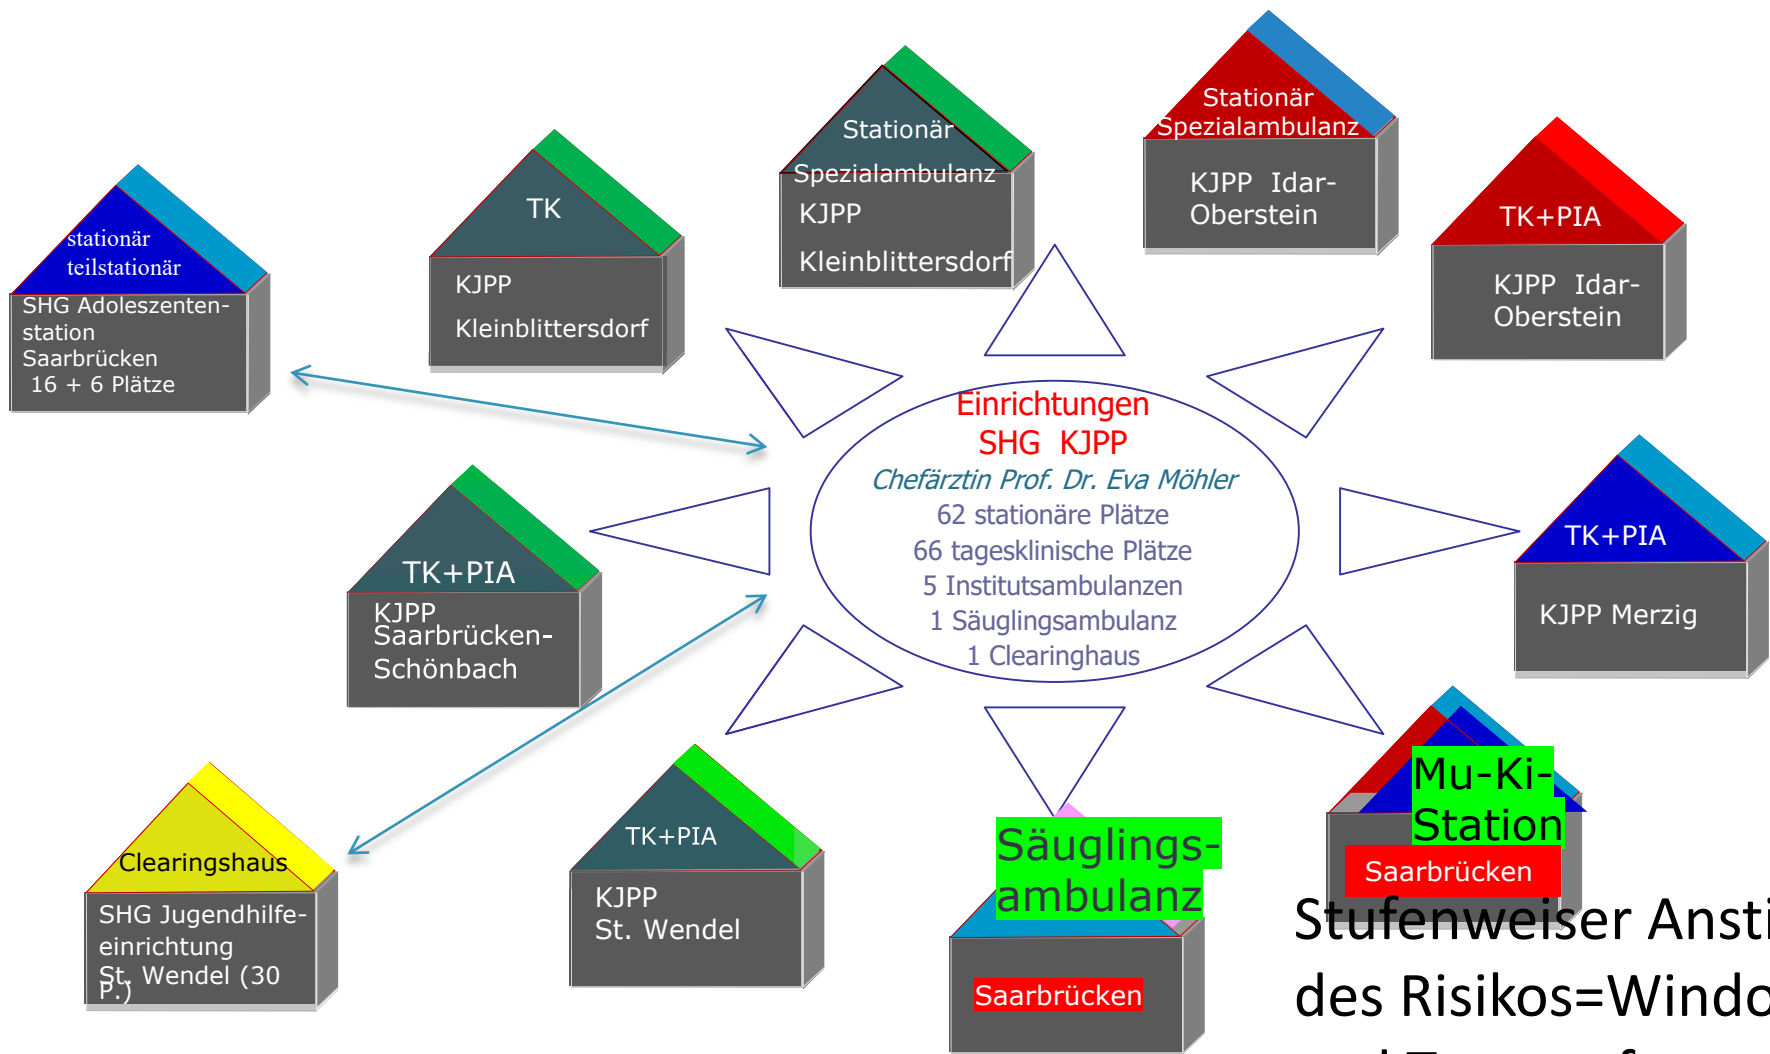 Stationär
Spezialambulanz
KJPP Idar-
Oberstein
Stationär
Spezialambulanz
KJPP
Kleinblittersdorf
TK
KJPP
Kleinblittersdorf
TK+PIA
KJPP Idar-
Oberstein
stationär
teilstationär
SHG Adoleszenten-
station
Saarbrücken
16 + 6 Plätze
Einrichtungen
SHG KJPP
Chefärztin Prof. Dr. Eva Möhler
62 stationäre Plätze
66 tagesklinische Plätze
5 Institutsambulanzen
1 Säuglingsambulanz
1 Clearinghaus
TK+PIA
KJPP Merzig
TK+PIA
KJPP
Saarbrücken-
Schönbach
Clearingshaus
SHG Jugendhilfe-
einrichtung
St. Wendel (30
P.)
TK+PIA
KJPP
St. Wendel
Säuglings-
ambulanz
Saarbrücken
Mu-Ki-
Station
Saarbrücken
Stufenweiser Ansti
des Risikos=Windo